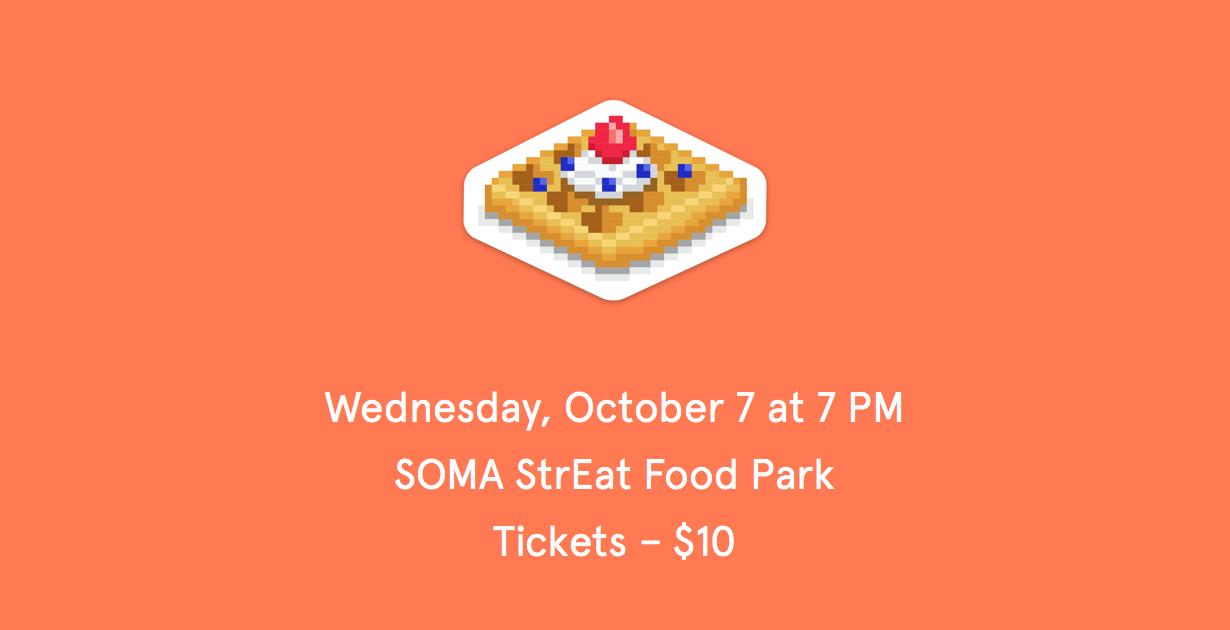 Wednesday, October 7 at 7 PM
SOMA StrEat Food Park
Tickets – $10